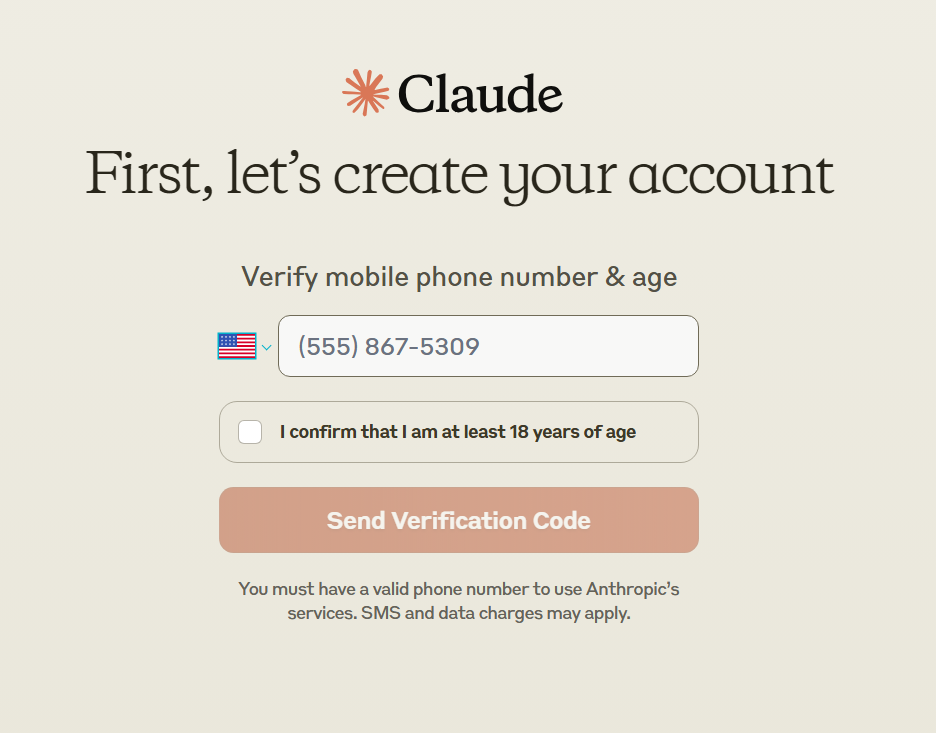 Claude
First, let’s create your account
Verify mobile phone number & age
(555) 867-5309
I confirm that I am at least 18 years of age
Send Verification Code
You must have a valid phone number to use Anthropic’s
services. SMS and data charges may apply.